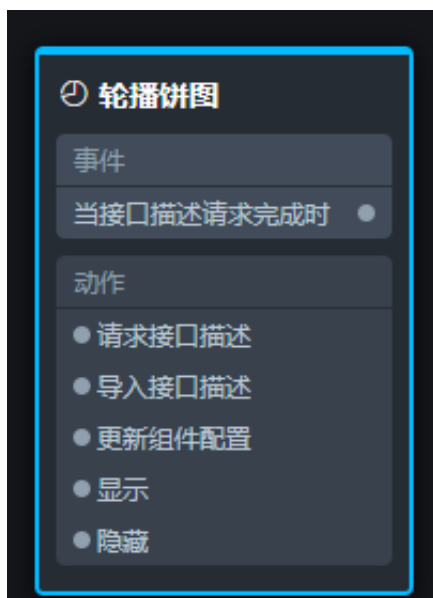 轮播饼图
事件
当接口描述请求完成时
动作
请求接口描述
导入接口描述
更新组件配置
显示
隐藏